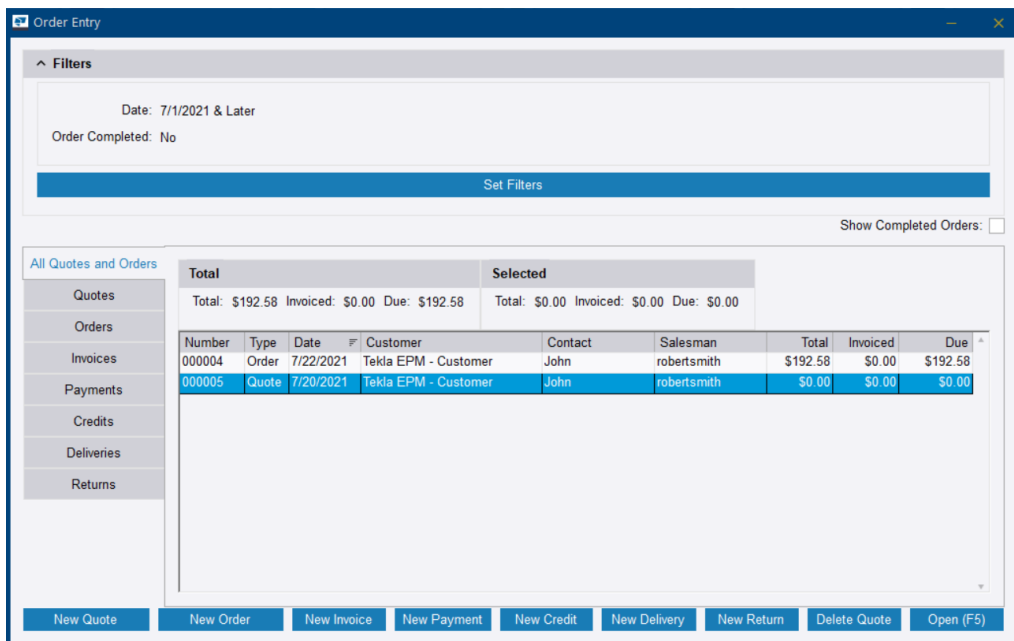 Order Entry
Filters
Date: 7/1/2021 & Later
Order Completed: No
Set Filters
Show Completed Orders:
All Quotes and Orders
Quotes
Orders
Invoices
Payments
Credits
Deliveries
Returns
Total Selected
Total: $192.58 Invoiced: $0.00 Due: $192.58 Total: $0.00 Invoiced: $0.00 Due: $0.00
Number Type Date Customer Contact Salesman Total Invoiced Due
000004 Order 7/22/2021 Tekla EPM - Customer John robertsmith $192.58 $0.00 $192.58
000005 Quote 7/20/2021 Tekla EPM - Customer John robertsmith $0.00 $0.00 $0.00
New Quote New Order New Invoice New Payment New Credit New Delivery New Return Delete Quote Open (F5)